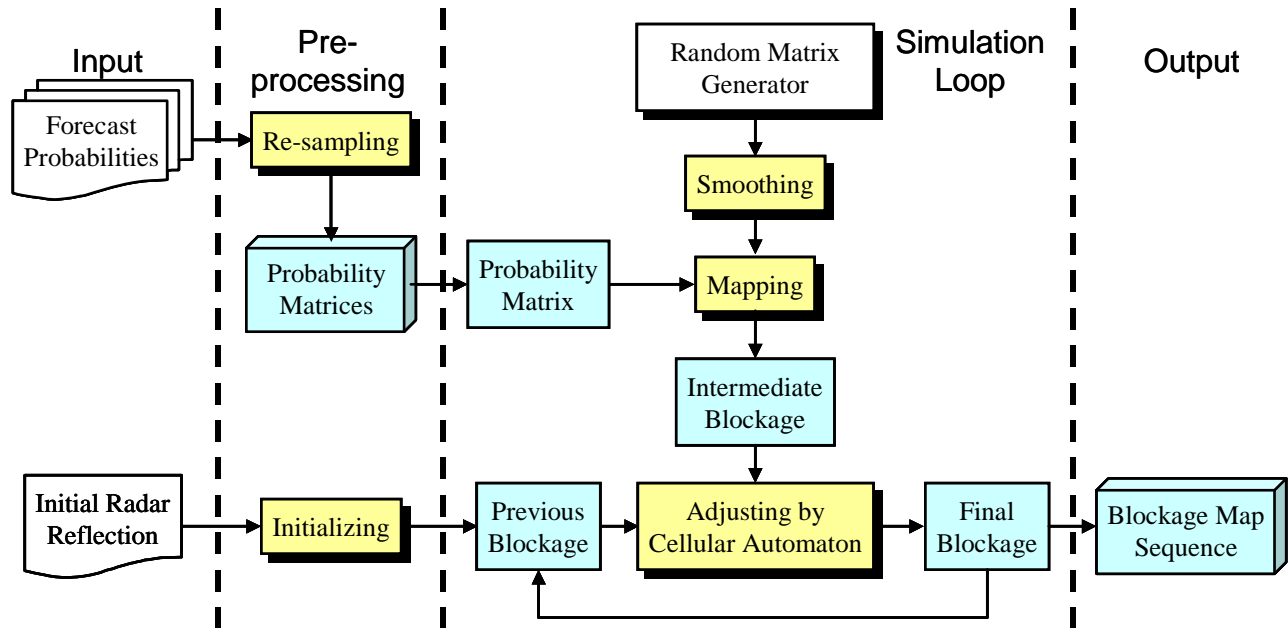 Input
Pre-
processing
Simulation
Loop
Output
Random Matrix
Generator
Forecast
Probabilities
Re-sampling
Smoothing
Probability
Matrices
Probability
Matrix
Mapping
Intermediate
Blockage
Initial Radar
Reflection
Initializing
Previous
Blockage
Adjusting by
Cellular Automaton
Final
Blockage
Blockage Map
Sequence